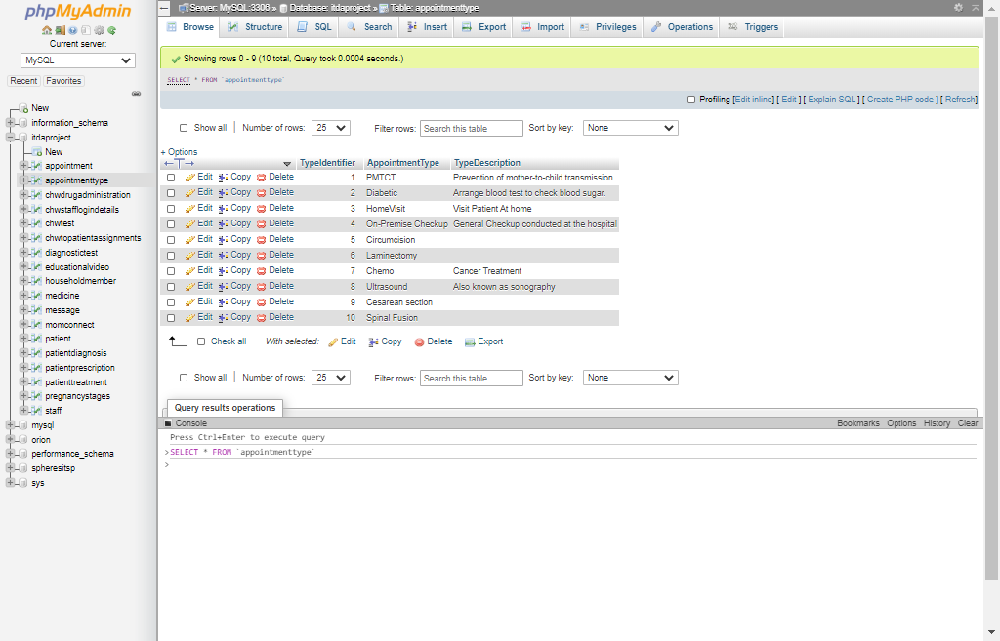 phpMyAdmin
Current server:
MySQL
Recent Favorites
New
information_schema
itdaproject
New
appointment
appointmenttype
chwdrugadministration
chwstafflogindetails
chwtest
chwtopatientassignments
diagnostictest
educationalvideo
householdmember
medicine
message
momconnect
patient
patientdiagnosis
patientprescription
patienttreatment
pregnancystages
staff
mysql
orion
performance_schema
spheresitsp
sys
Server: MySQL:3308 » Database: itdaproject » Table: appointmenttype
Browse Structure SQL Search Insert Export Import Privileges Operations Triggers
Showing rows 0 - 9 (10 total, Query took 0.0004 seconds.)
SELECT * FROM `appointmenttype`
Profiling [Edit inline] [ Edit ] [ Explain SQL ] [ Create PHP code ] [ Refresh]
Show all | Number of rows: 25 Filter rows: Search this table Sort by key: None
+ Options
←T→ TypeIdentifier AppointmentType TypeDescription
Edit Copy Delete 1 PMTCT Prevention of mother-to-child transmission
Edit Copy Delete 2 Diabetic Arrange blood test to check blood sugar.
Edit Copy Delete 3 HomeVisit Visit Patient At home
Edit Copy Delete 4 On-Premise Checkup General Checkup conducted at the hospital
Edit Copy Delete 5 Circumcision
Edit Copy Delete 6 Laminectomy
Edit Copy Delete 7 Chemo Cancer Treatment
Edit Copy Delete 8 Ultrasound Also known as sonography
Edit Copy Delete 9 Cesarean section
Edit Copy Delete 10 Spinal Fusion
Check all With selected: Edit Copy Delete Export
Show all | Number of rows: 25 Filter rows: Search this table Sort by key: None
Query results operations
Console Bookmarks Options History Clear
Press Ctrl+Enter to execute query
>SELECT * FROM `appointmenttype`
>